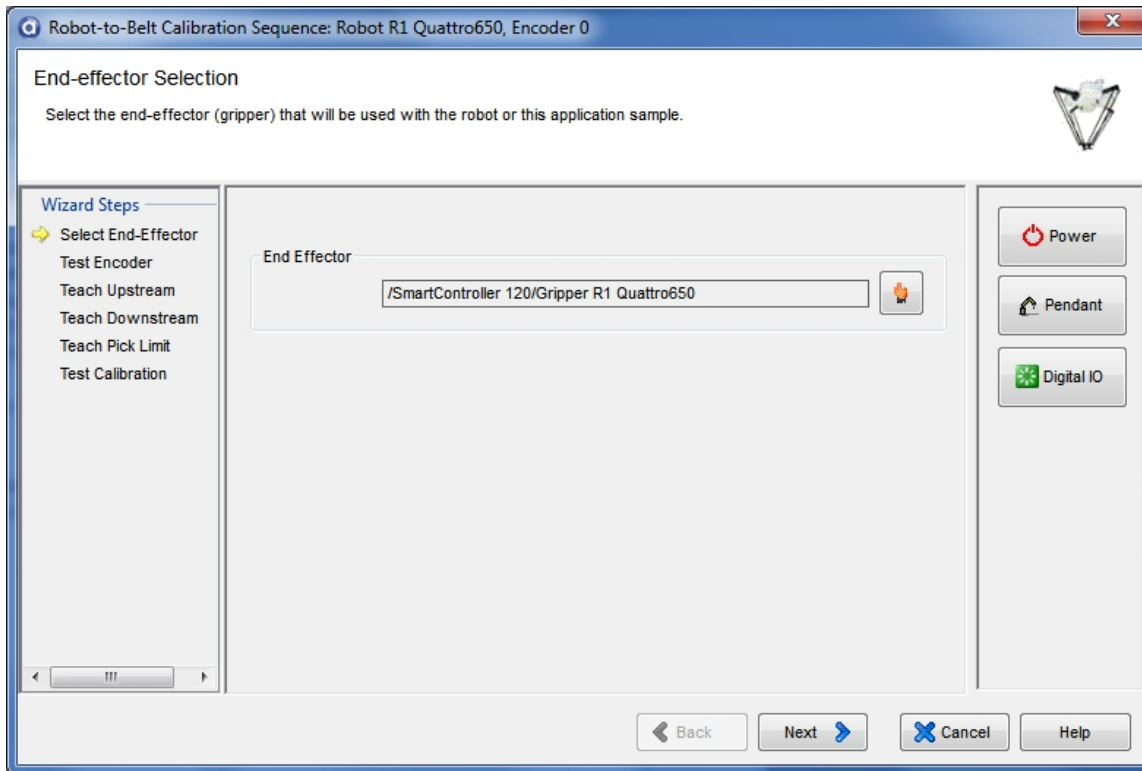 Robot-to-Belt Calibration Sequence: Robot R1 Quattro650, Encoder 0
End-effector Selection
Select the end-effector (gripper) that will be used with the robot or this application sample.
Wizard Steps
Select End-Effector
Test Encoder
Teach Upstream
Teach Downstream
Teach Pick Limit
Test Calibration
End Effector
/SmartController 120/Gripper R1 Quattro650
Power
Pendant
Digital IO
Back
Next
Cancel
Help